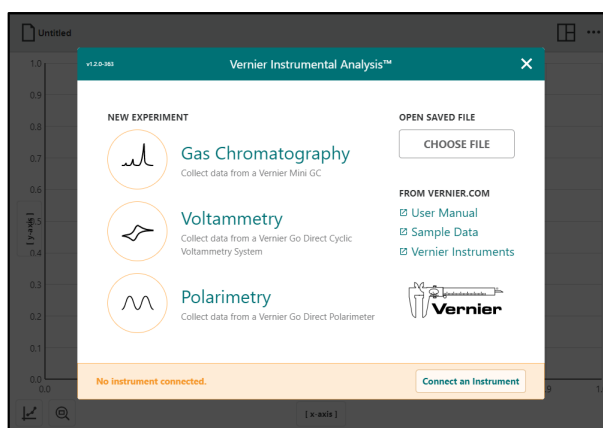 Untitled
v1.2.0-363
Vernier Instrumental Analysis™
NEW EXPERIMENT
Gas Chromatography
Collect data from a Vernier Mini GC
Voltammetry
Collect data from a Vernier Go Direct Cyclic
Voltammetry System
Polarimetry
Collect data from a Vernier Go Direct Polarimeter
OPEN SAVED FILE
CHOOSE FILE
FROM VERNIER.COM
User Manual
Sample Data
Vernier Instruments
Vernier
No instrument connected.
Connect an Instrument
1.0
0.9
0.8
0.7
0.6
0.5
0.4
0.3
0.2
0.1
0.0
[ y-axis ]
0.0
[ x-axis ]